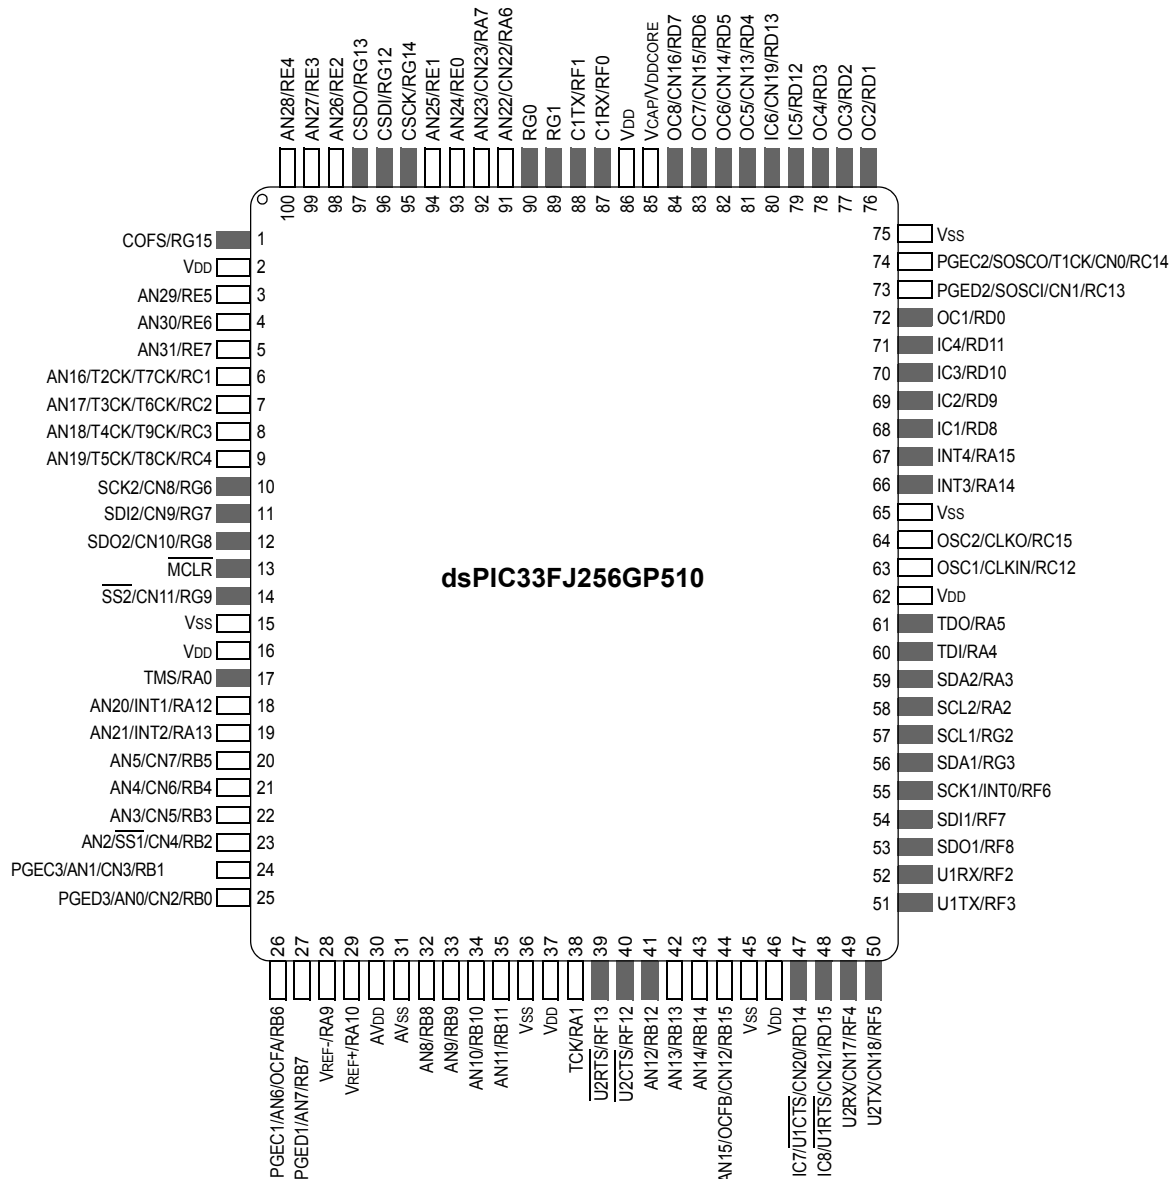 AN28/RE4
AN27/RE3
AN26/RE2
CSDO/RG13
CSDI/RG12
CSCK/RG14
AN25/RE1
AN24/RE0
AN23/CN23/RA7
AN22/CN22/RA6
RG0
RG1
C1TX/RF1
C1RX/RF0
VDD
VCAP/VDDCORE
OC8/CN16/RD7
OC7/CN15/RD6
OC6/CN14/RD5
OC5/CN13/RD4
IC6/CN19/RD13
IC5/RD12
OC4/RD3
OC3/RD2
OC2/RD1
100
99
98
97
96
95
94
93
92
91
90
89
88
87
86
85
84
83
82
81
80
79
78
77
76
COFS/RG15 1
VDD 2
AN29/RE5 3
AN30/RE6 4
AN31/RE7 5
AN16/T2CK/T7CK/RC1 6
AN17/T3CK/T6CK/RC2 7
AN18/T4CK/T9CK/RC3 8
AN19/T5CK/T8CK/RC4 9
SCK2/CN8/RG6 10
SDI2/CN9/RG7 11
SDO2/CN10/RG8 12
MCLR 13
SS2/CN11/RG9 14
VSS 15
VDD 16
TMS/RA0 17
AN20/INT1/RA12 18
AN21/INT2/RA13 19
AN5/CN7/RB5 20
AN4/CN6/RB4 21
AN3/CN5/RB3 22
AN2/SS1/CN4/RB2 23
PGEC3/AN1/CN3/RB1 24
PGED3/AN0/CN2/RB0 25
dsPIC33FJ256GP510
75 VSS
74 PGEC2/SOSCO/T1CK/CN0/RC14
73 PGED2/SOSCI/CN1/RC13
72 OC1/RD0
71 IC4/RD11
70 IC3/RD10
69 IC2/RD9
68 IC1/RD8
67 INT4/RA15
66 INT3/RA14
65 VSS
64 OSC2/CLKO/RC15
63 OSC1/CLKIN/RC12
62 VDD
61 TDO/RA5
60 TDI/RA4
59 SDA2/RA3
58 SCL2/RA2
57 SCL1/RG2
56 SDA1/RG3
55 SCK1/INT0/RF6
54 SDI1/RF7
53 SDO1/RF8
52 U1RX/RF2
51 U1TX/RF3
26
27
28
29
30
31
32
33
34
35
36
37
38
39
40
41
42
43
44
45
46
47
48
49
50
PGEC1/AN6/OCFA/RB6
PGED1/AN7/RB7
VREF-/RA9
VREF+/RA10
AVDD
AVSS
AN8/RB8
AN9/RB9
AN10/RB10
AN11/RB11
VSS
VDD
TCK/RA1
U2RTS/RF13
U2CTS/RF12
AN12/RB12
AN13/RB13
AN14/RB14
AN15/OCFB/CN12/RB15
VSS
VDD
IC7/U1CTS/CN20/RD14
IC8/U1RTS/CN21/RD15
U2RX/CN17/RF4
U2TX/CN18/RF5